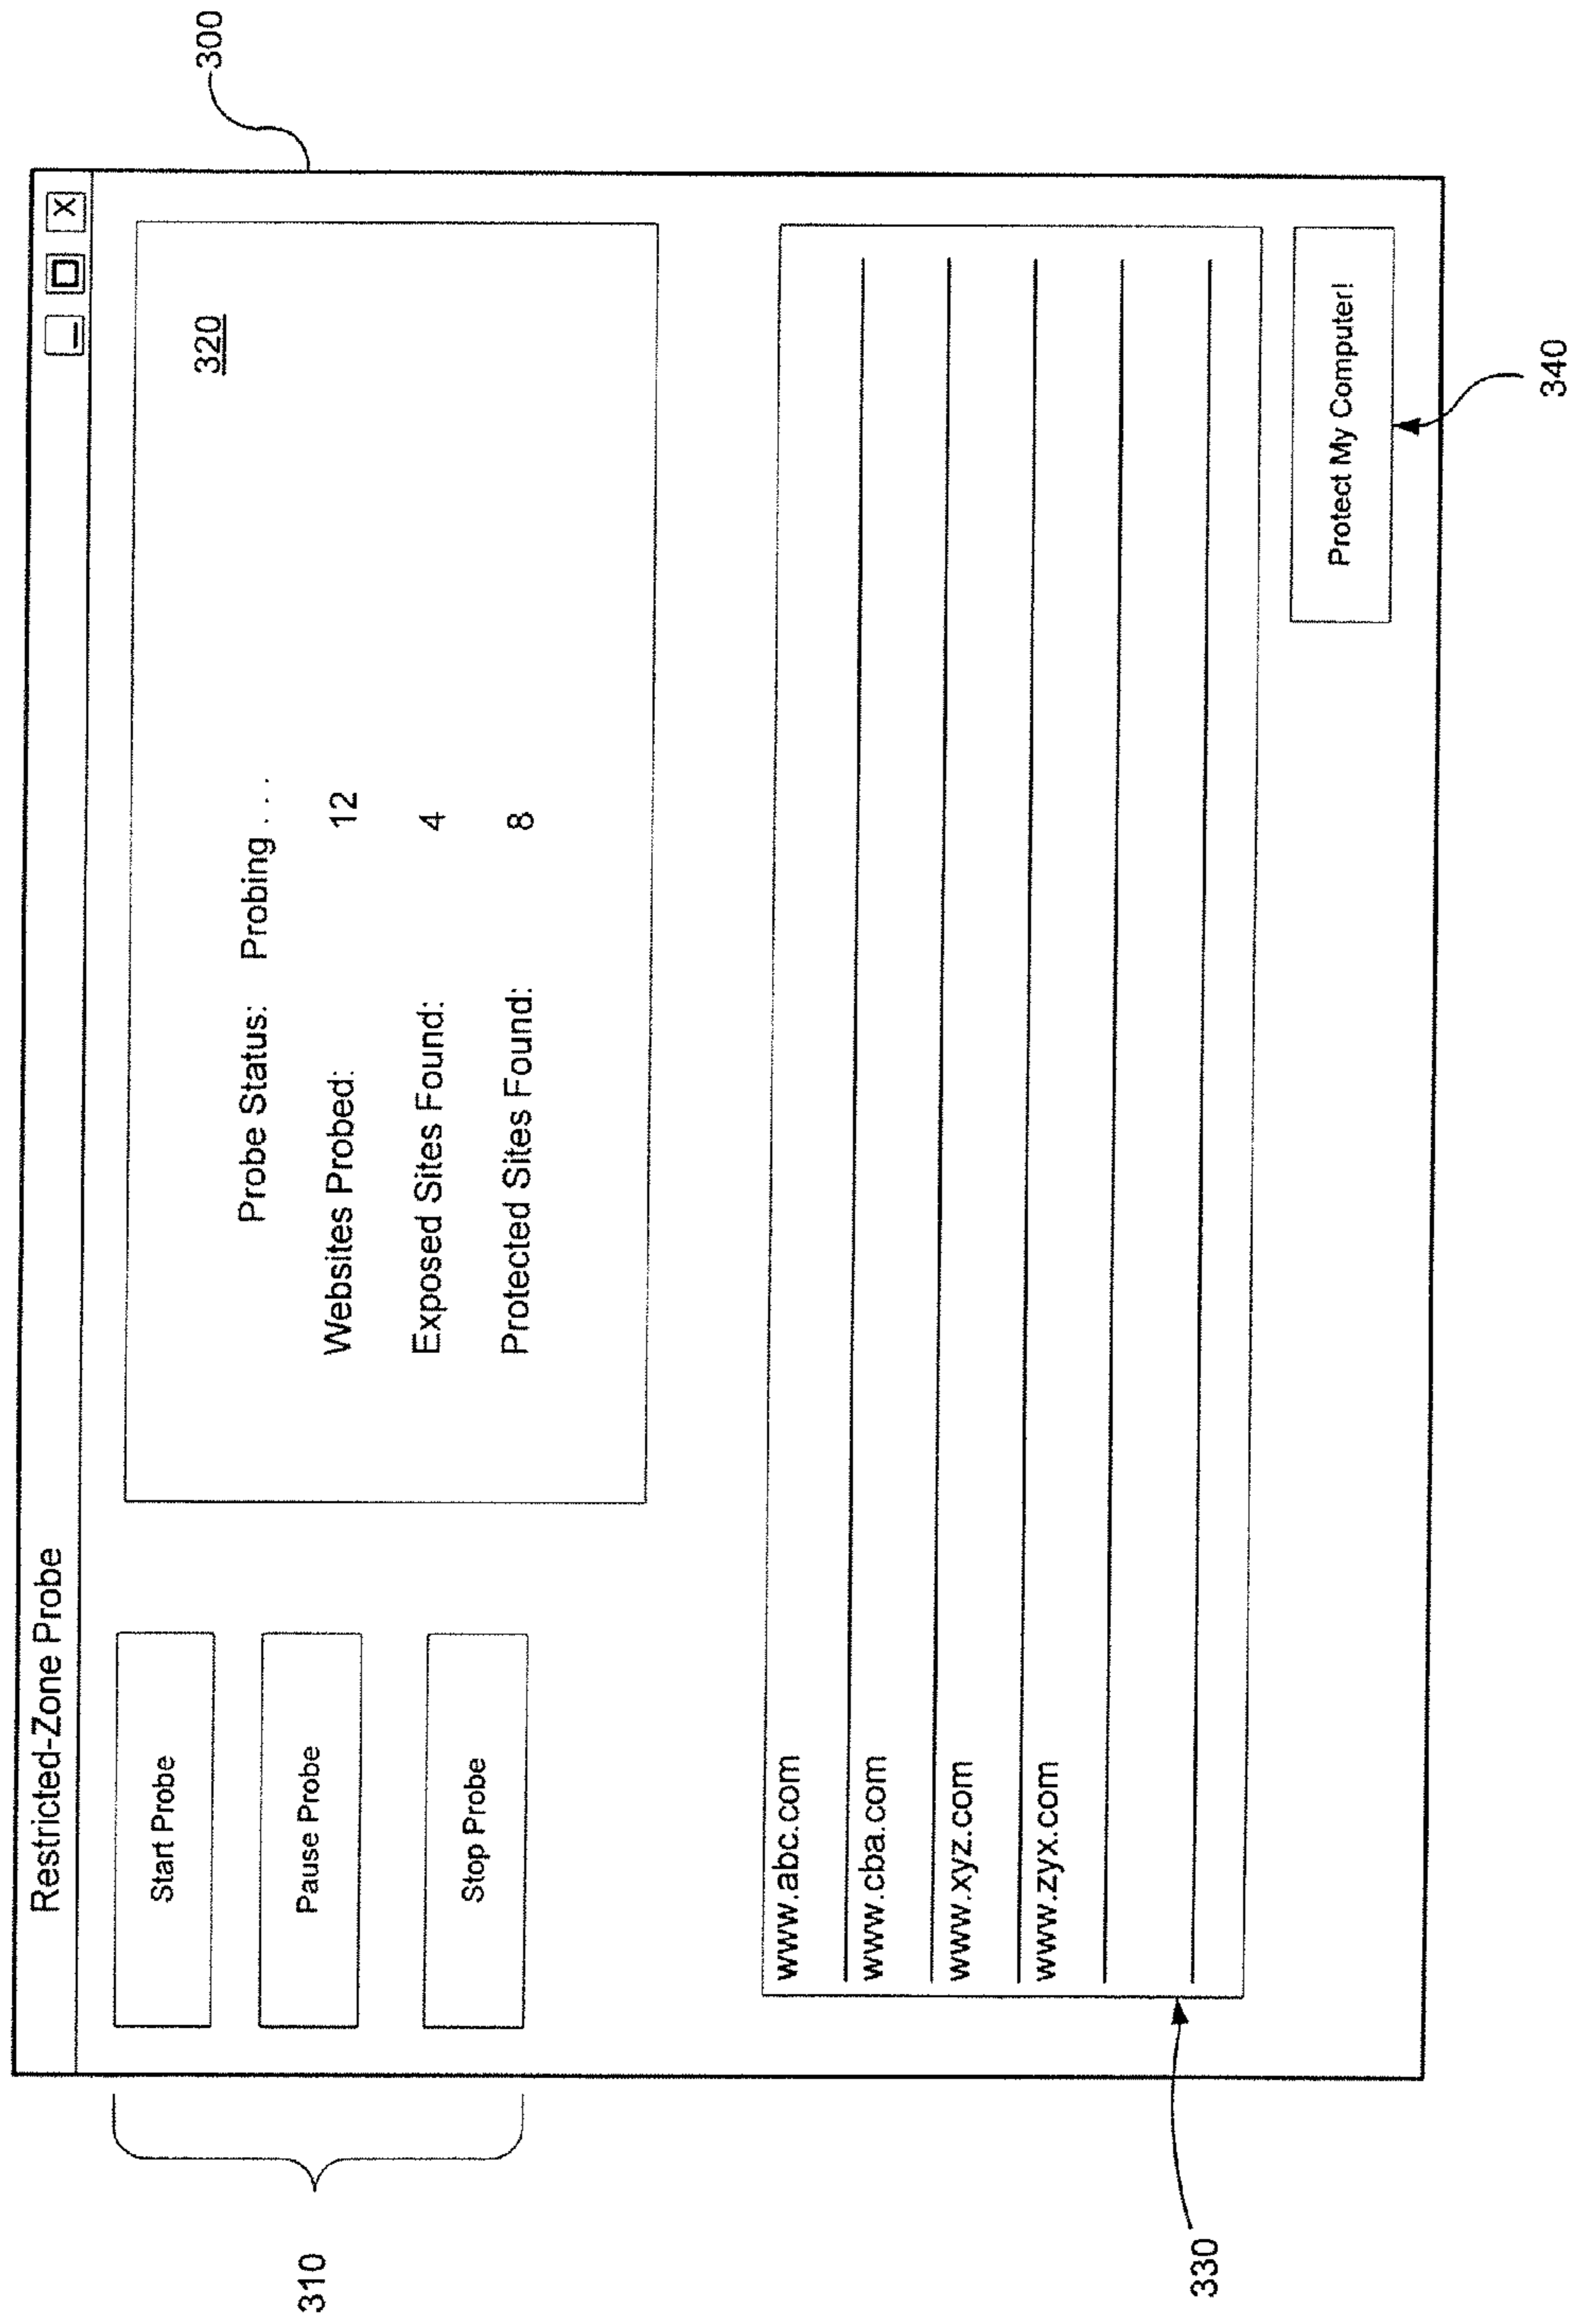 300
Restricted-Zone Probe
X
310
Start Probe
Pause Probe
Stop Probe
320
Probe Status: Probing . . .
Websites Probed: 12
Exposed Sites Found: 4
Protected Sites Found: 8
www.abc.com
www.cba.com
www.xyz.com
www.zyx.com
330
Protect My Computer!
340